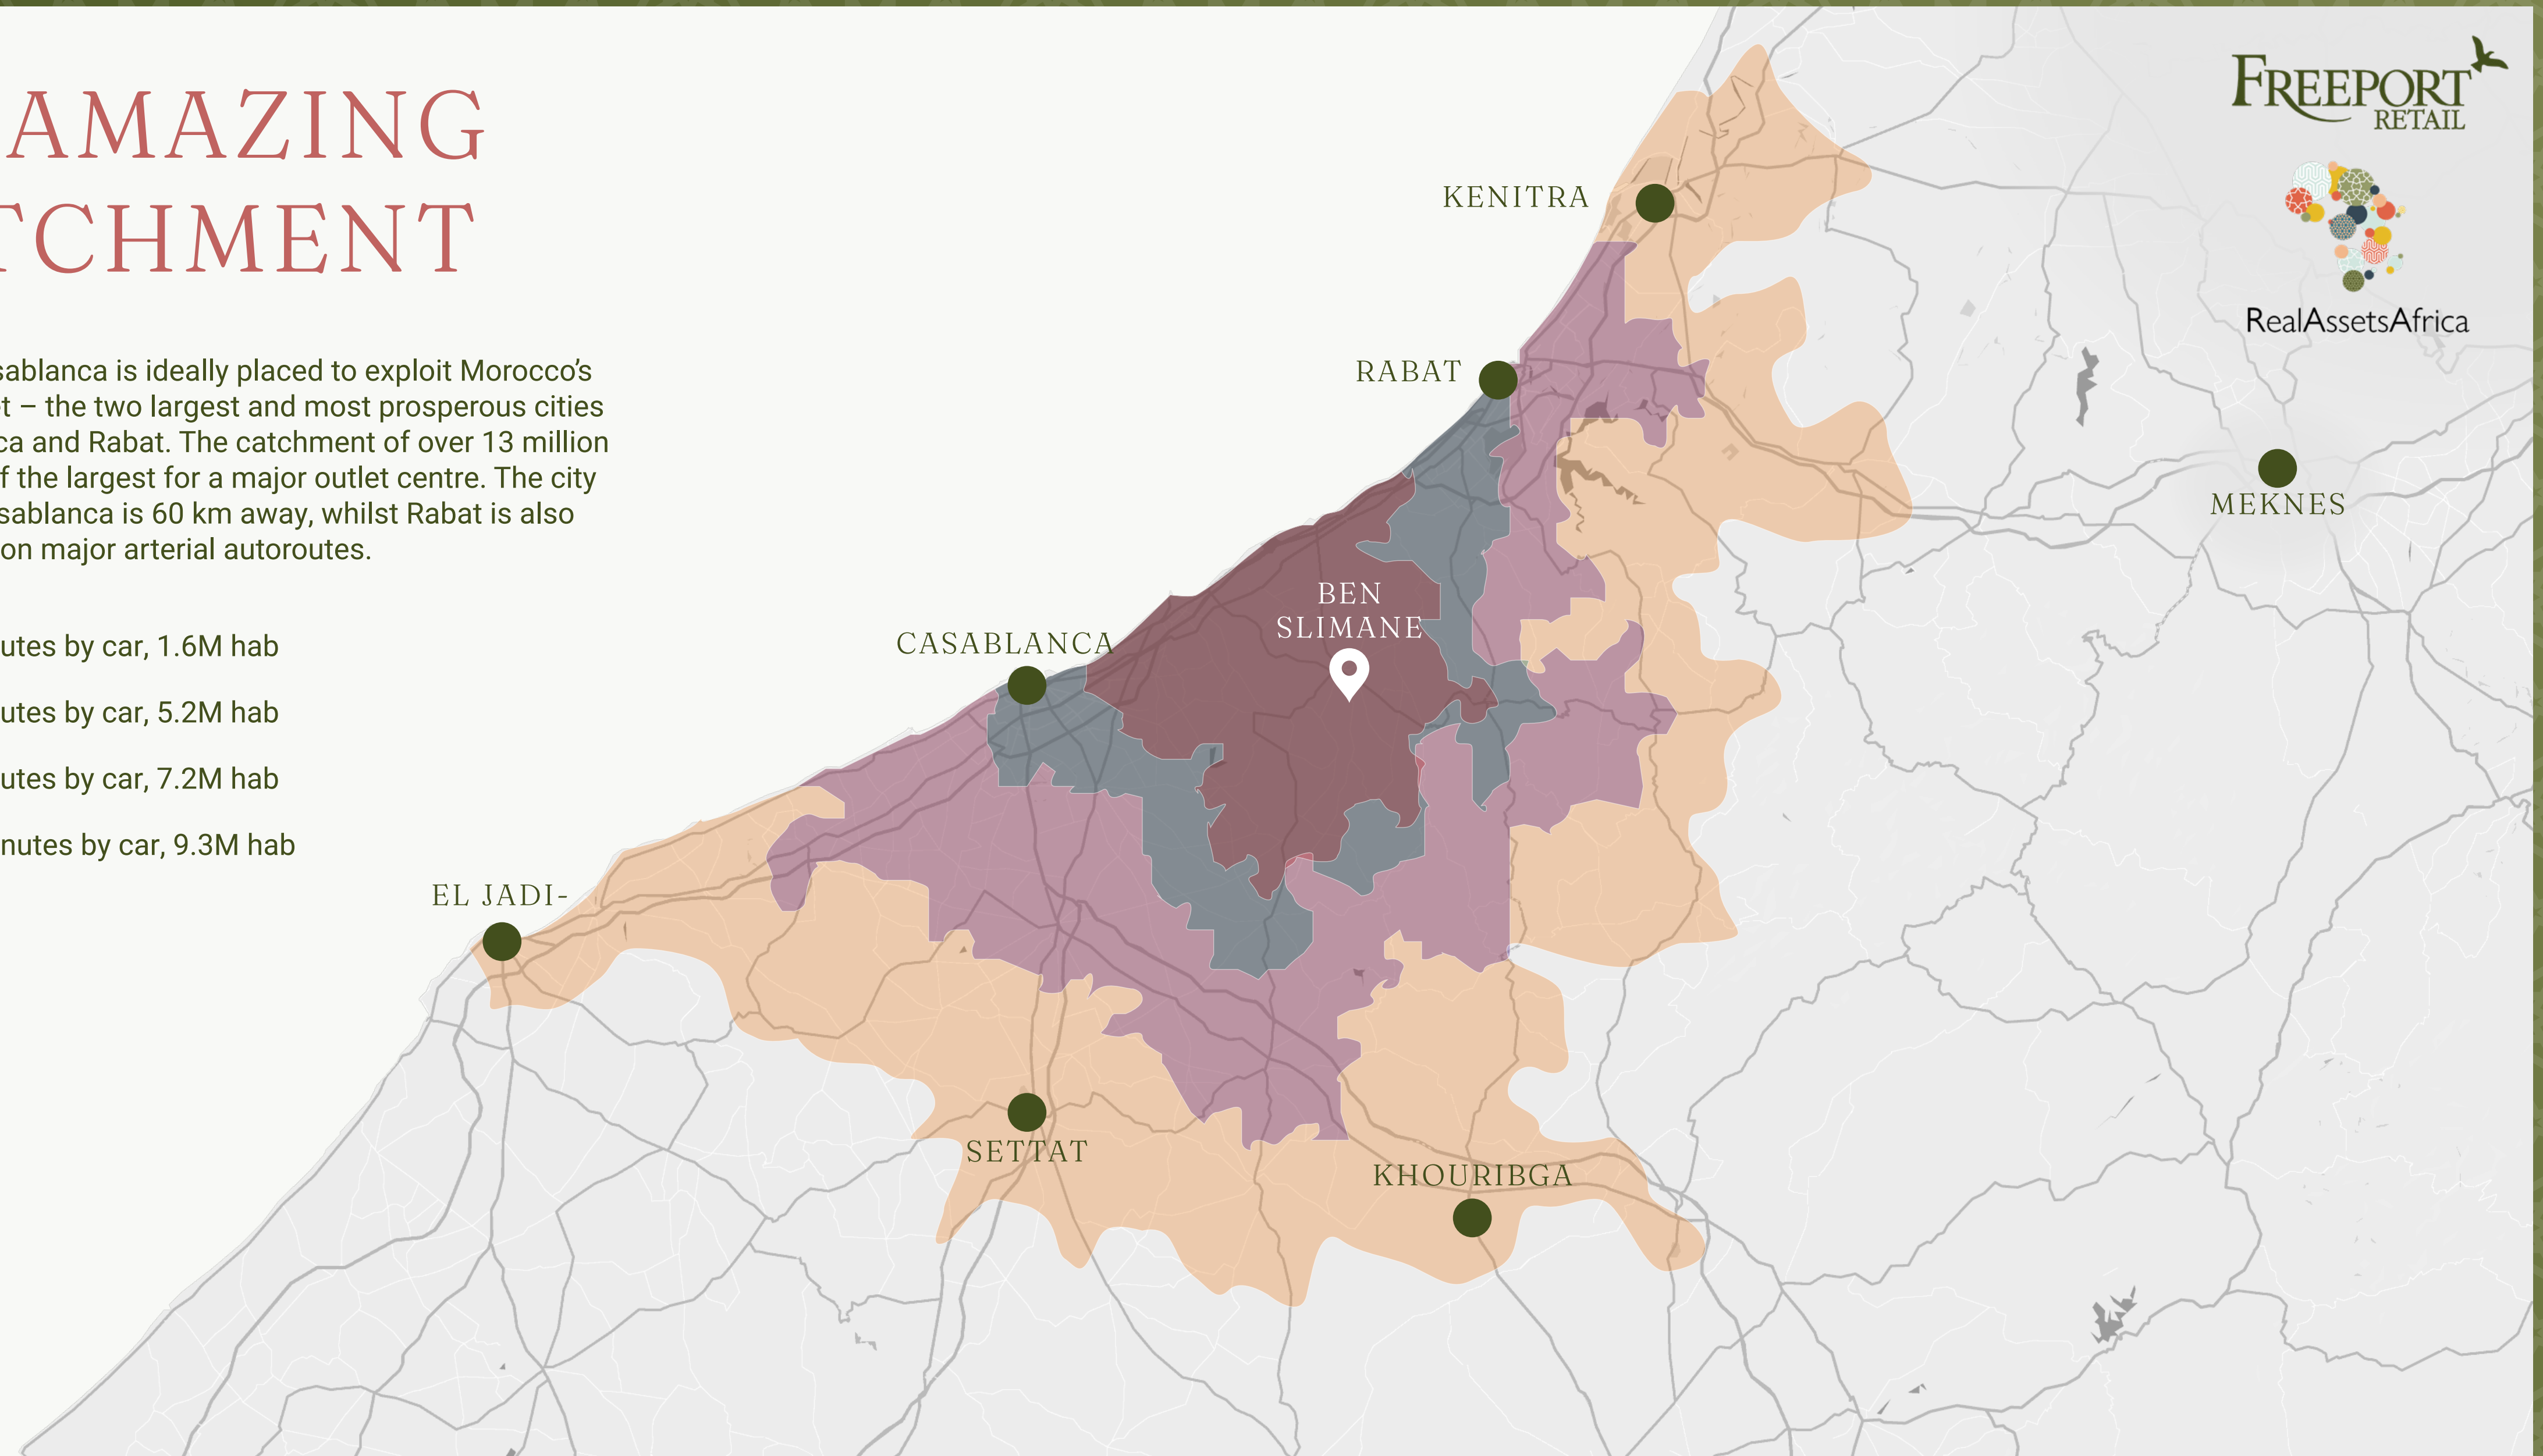 AMAZING
TCHMENT
sablanca is ideally placed to exploit Morocco's
t – the two largest and most prosperous cities
ca and Rabat. The catchment of over 13 million
f the largest for a major outlet centre. The city
sablanca is 60 km away, whilst Rabat is also
on major arterial autoroutes.
utes by car, 1.6M hab
utes by car, 5.2M hab
utes by car, 7.2M hab
nutes by car, 9.3M hab
FREEPORT
RETAIL
RealAssetsAfrica
KENITRA
RABAT
MEKNES
BEN
SLIMANE
CASABLANCA
EL JADI-
SETTAT
KHOURIBGA